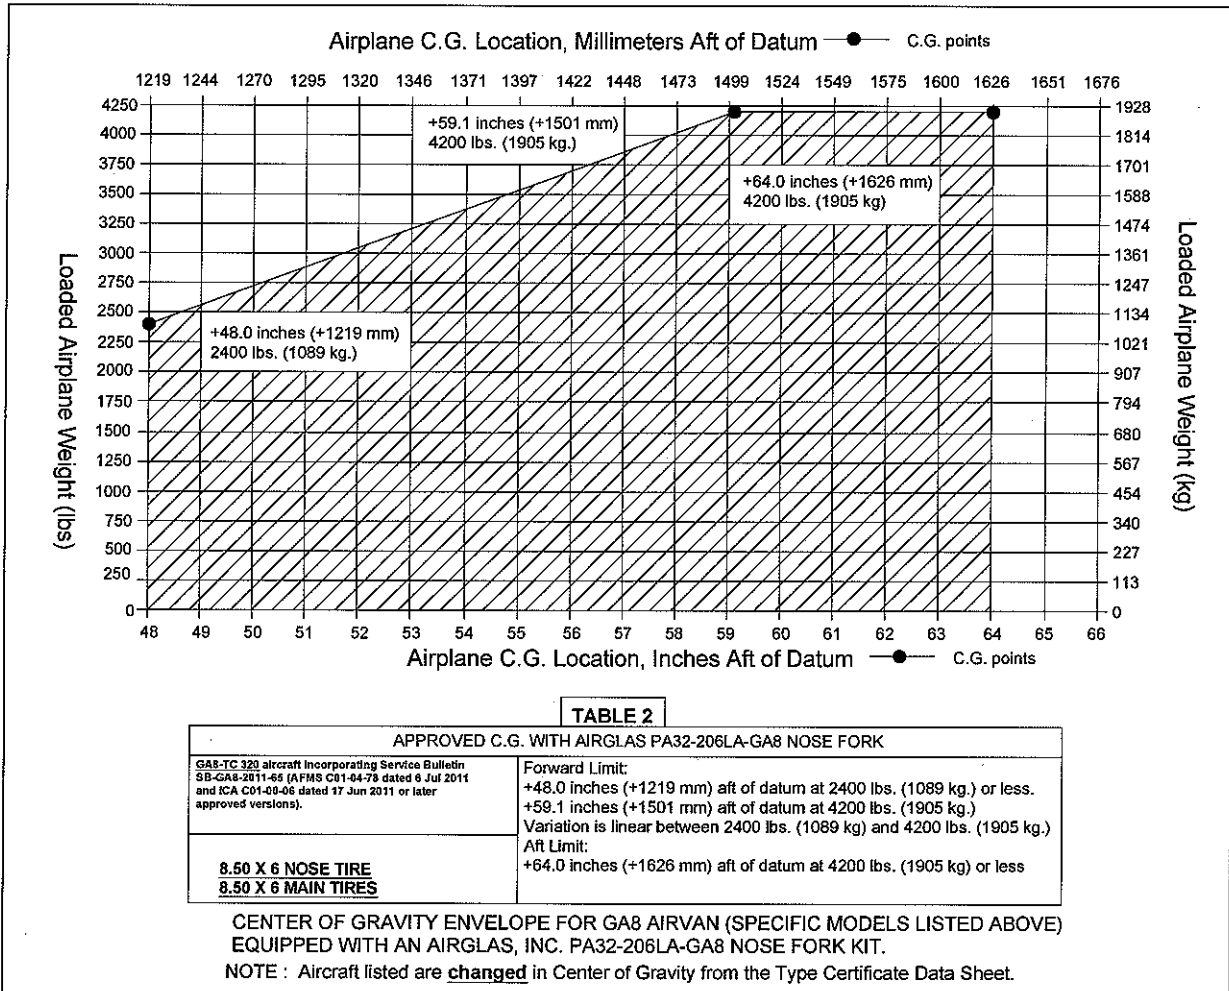 Airplane C.G. Location, Millimeters Aft of Datum C.G. points
1219 1244 1270 1295 1320 1346 1371 1397 1422 1448 1473 1499 1524 1549 1575 1600 1626 1651 1676
4250
4000
3750
3500
3250
3000
2750
2500
2250
2000
1750
1500
1250
1000
750
500
250
0
Loaded Airplane Weight (lbs)
+59.1 inches (+1501 mm)
4200 lbs. (1905 kg.)
+64.0 inches (+1626 mm)
4200 lbs. (1905 kg)
+48.0 inches (+1219 mm)
2400 lbs. (1089 kg.)
1928
1814
1701
1588
1474
1361
1247
1134
1021
907
794
680
567
454
340
227
113
0
Loaded Airplane Weight (kg)
48 49 50 51 52 53 54 55 56 57 58 59 60 61 62 63 64 65 66
Airplane C.G. Location, Inches Aft of Datum C.G. points
TABLE 2
APPROVED C.G. WITH AIRGLAS PA32-206LA-GA8 NOSE FORK
GA8-TC 320 aircraft incorporating Service Bulletin
SB-GA8-2011-65 (AFMS C01-04-78 dated 6 Jul 2011
and ICA C01-00-06 dated 17 Jun 2011 or later
approved versions).
8.50 X 6 NOSE TIRE
8.50 X 6 MAIN TIRES
Forward Limit:
+48.0 inches (+1219 mm) aft of datum at 2400 lbs. (1089 kg.) or less.
+59.1 inches (+1501 mm) aft of datum at 4200 lbs. (1905 kg.)
Variation is linear between 2400 lbs. (1089 kg) and 4200 lbs. (1905 kg.)
Aft Limit:
+64.0 inches (+1626 mm) aft of datum at 4200 lbs. (1905 kg) or less
CENTER OF GRAVITY ENVELOPE FOR GA8 AIRVAN (SPECIFIC MODELS LISTED ABOVE)
EQUIPPED WITH AN AIRGLAS, INC. PA32-206LA-GA8 NOSE FORK KIT.
NOTE : Aircraft listed are changed in Center of Gravity from the Type Certificate Data Sheet.